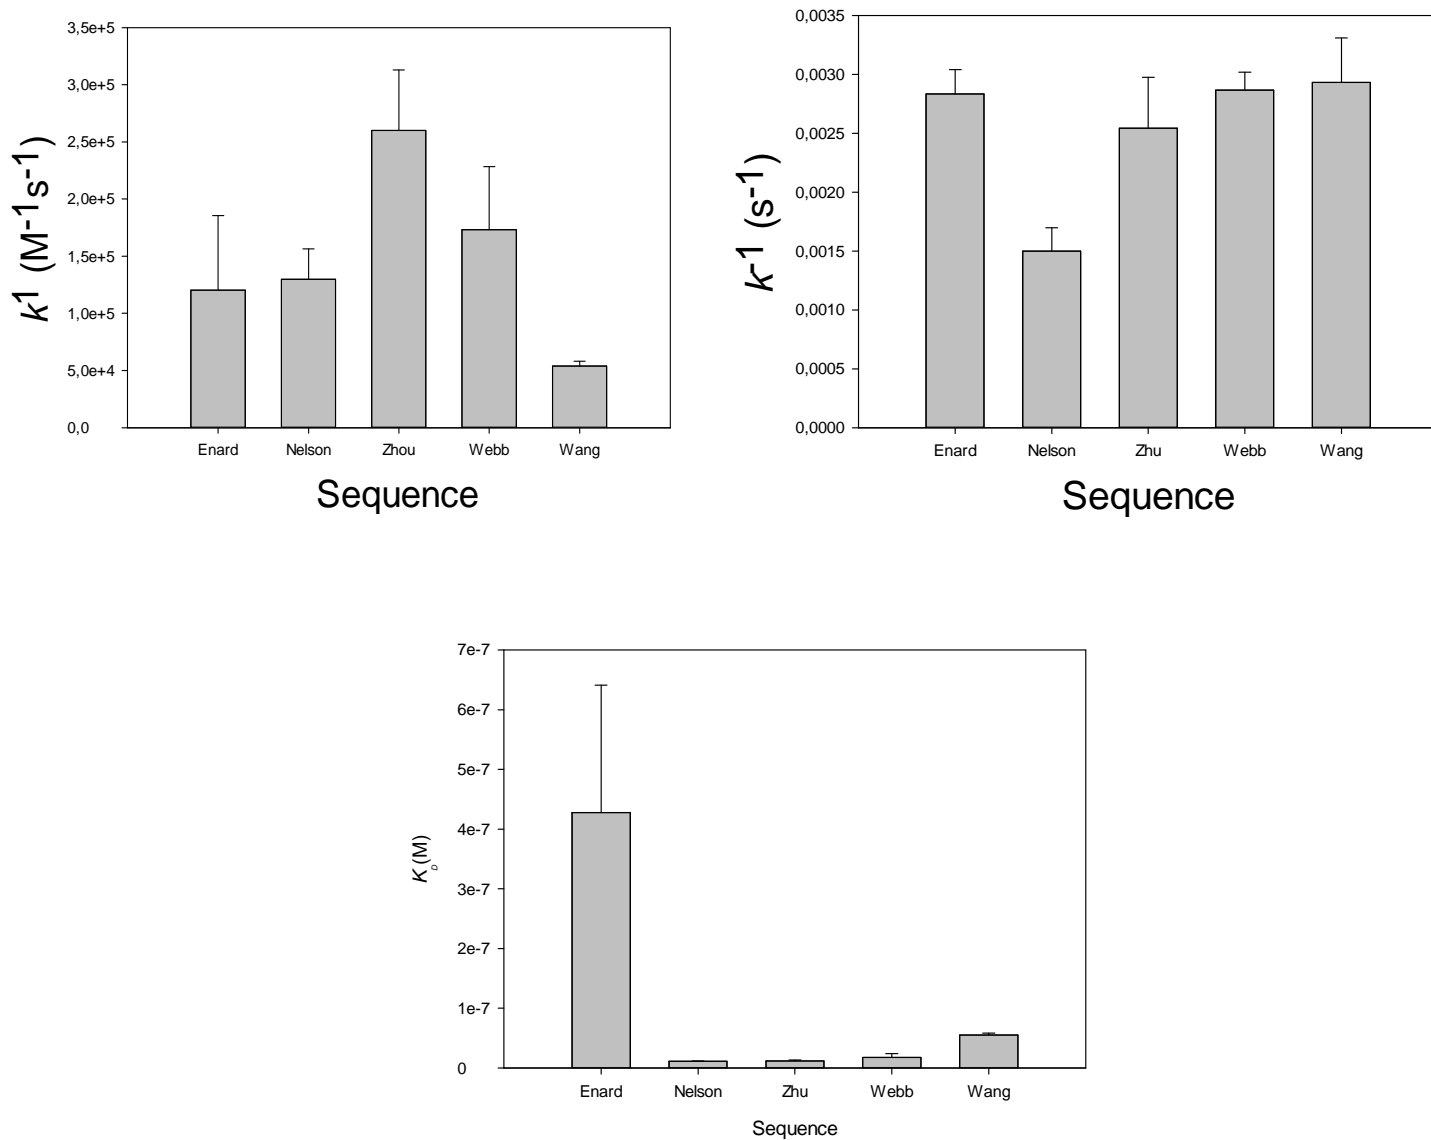 k1 (M-1s-1)
3,5e+5
3,0e+5
2,5e+5
2,0e+5
1,5e+5
1,0e+5
5,0e+4
0,0
Enard Nelson Zhou Webb Wang
Sequence
k-1 (s-1)
0,0035
0,0030
0,0025
0,0020
0,0015
0,0010
0,0005
0,0000
Enard Nelson Zhu Webb Wang
Sequence
KD (M)
7e-7
6e-7
5e-7
4e-7
3e-7
2e-7
1e-7
0
Enard Nelson Zhu Webb Wang
Sequence